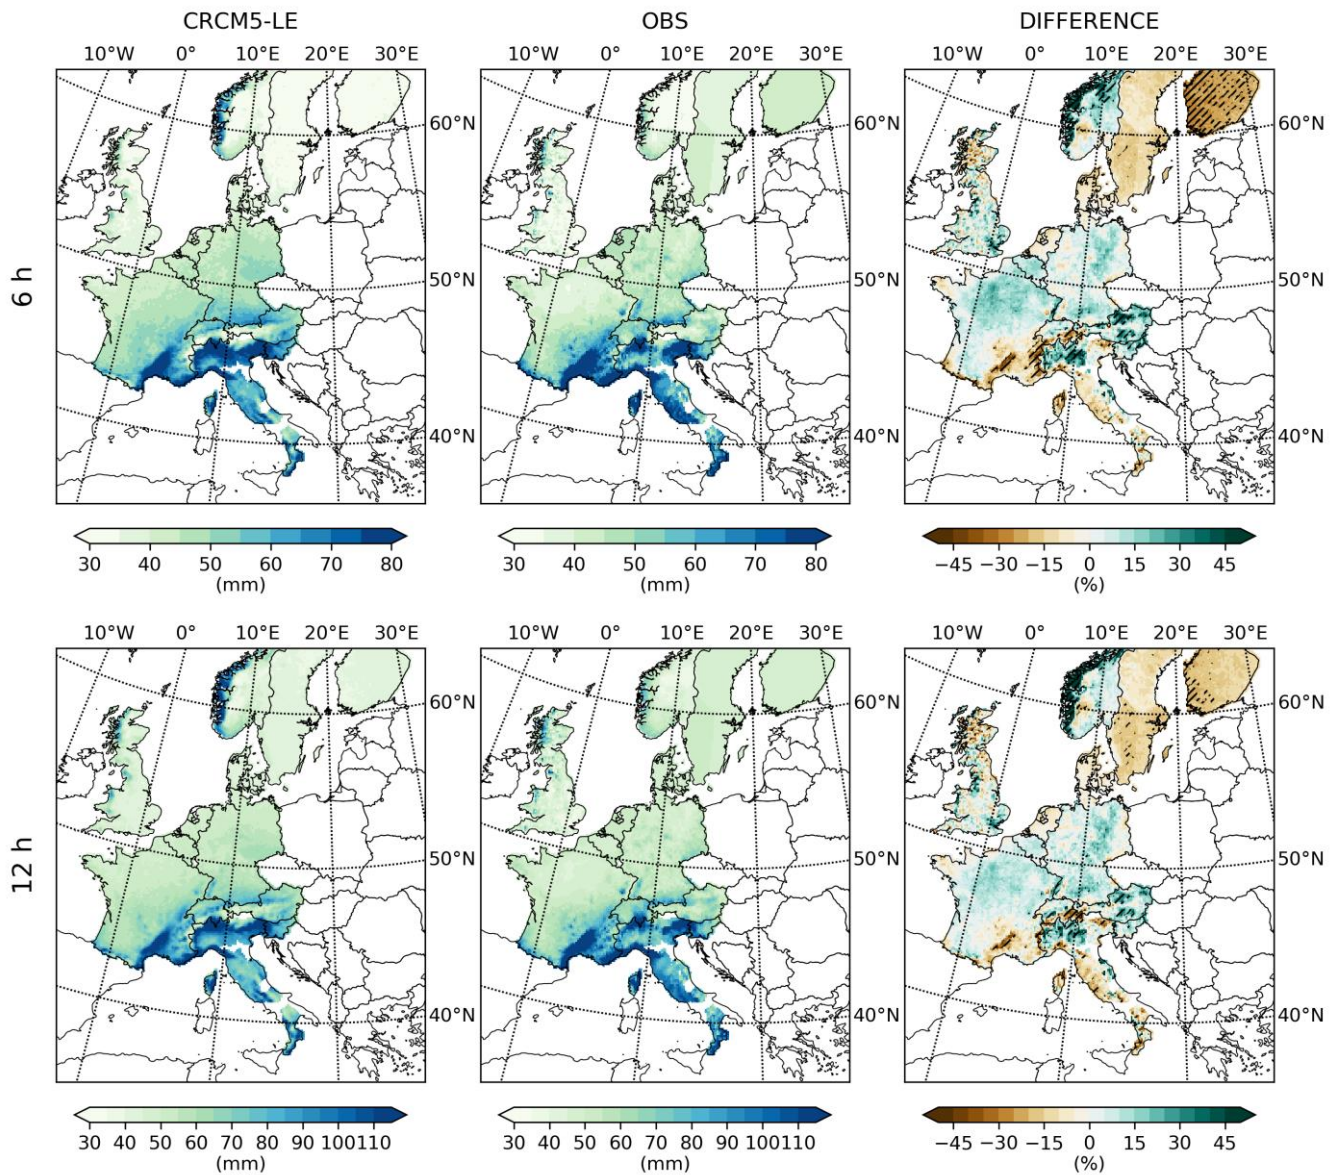 CRCM5-LE OBS DIFFERENCE
10°W 0° 10°E 20°E 30°E 10°W 0° 10°E 20°E 30°E 10°W 0° 10°E 20°E 30°E
60°N 60°N 60°N
6 h
50°N 50°N 50°N
40°N 40°N 40°N
30 40 50 60 70 80 30 40 50 60 70 80 −45 −30 −15 0 15 30 45
(mm) (mm) (%)
10°W 0° 10°E 20°E 30°E 10°W 0° 10°E 20°E 30°E 10°W 0° 10°E 20°E 30°E
60°N 60°N 60°N
12 h
50°N 50°N 50°N
40°N 40°N 40°N
30 40 50 60 70 80 90 100 110 30 40 50 60 70 80 90 100 110 −45 −30 −15 0 15 30 45
(mm) (mm) (%)